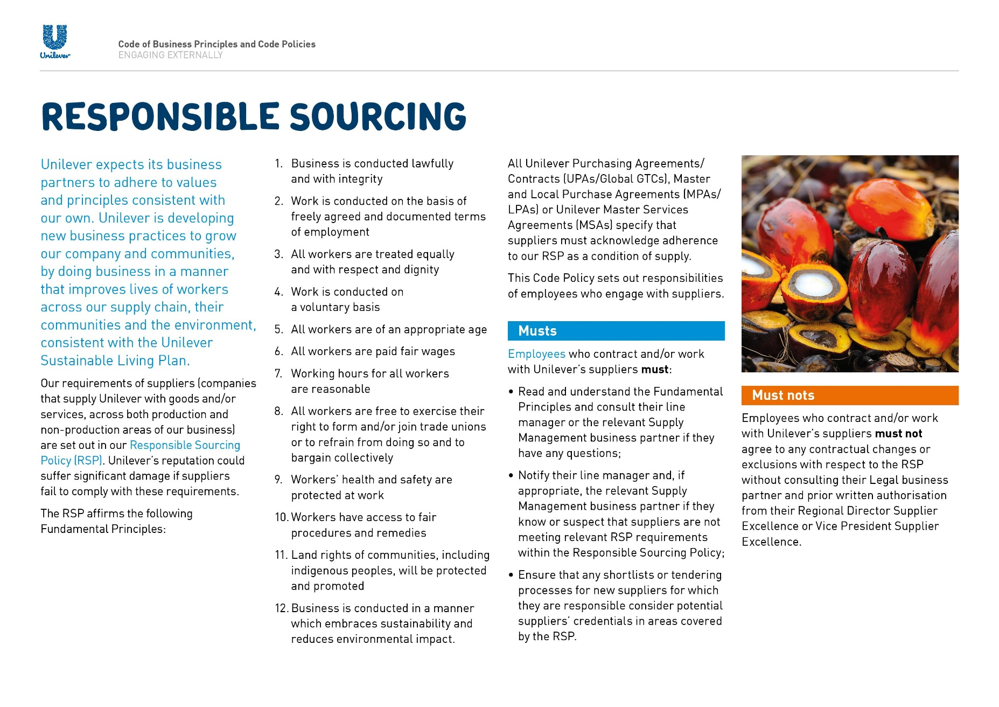 Unilever
Code of Business Principles and Code Policies
ENGAGING EXTERNALLY
RESPONSIBLE SOURCING
Unilever expects its business
partners to adhere to values
and principles consistent with
our own. Unilever is developing
new business practices to grow
our company and communities,
by doing business in a manner
that improves lives of workers
across our supply chain, their
communities and the environment,
consistent with the Unilever
Sustainable Living Plan.
Our requirements of suppliers (companies
that supply Unilever with goods and/or
services, across both production and
non-production areas of our business)
are set out in our Responsible Sourcing
Policy (RSP). Unilever’s reputation could
suffer significant damage if suppliers
fail to comply with these requirements.
The RSP affirms the following
Fundamental Principles:
1. Business is conducted lawfully
and with integrity
2. Work is conducted on the basis of
freely agreed and documented terms
of employment
3. All workers are treated equally
and with respect and dignity
4. Work is conducted on
a voluntary basis
5. All workers are of an appropriate age
6. All workers are paid fair wages
7. Working hours for all workers
are reasonable
8. All workers are free to exercise their
right to form and/or join trade unions
or to refrain from doing so and to
bargain collectively
9. Workers’ health and safety are
protected at work
10. Workers have access to fair
procedures and remedies
11. Land rights of communities, including
indigenous peoples, will be protected
and promoted
12. Business is conducted in a manner
which embraces sustainability and
reduces environmental impact.
All Unilever Purchasing Agreements/
Contracts (UPAs/Global GTCs), Master
and Local Purchase Agreements (MPAs/
LPAs) or Unilever Master Services
Agreements (MSAs) specify that
suppliers must acknowledge adherence
to our RSP as a condition of supply.
This Code Policy sets out responsibilities
of employees who engage with suppliers.
Musts
Employees who contract and/or work
with Unilever’s suppliers must:
• Read and understand the Fundamental
Principles and consult their line
manager or the relevant Supply
Management business partner if they
have any questions;
• Notify their line manager and, if
appropriate, the relevant Supply
Management business partner if they
know or suspect that suppliers are not
meeting relevant RSP requirements
within the Responsible Sourcing Policy;
• Ensure that any shortlists or tendering
processes for new suppliers for which
they are responsible consider potential
suppliers’ credentials in areas covered
by the RSP.
Must nots
Employees who contract and/or work
with Unilever’s suppliers must not
agree to any contractual changes or
exclusions with respect to the RSP
without consulting their Legal business
partner and prior written authorisation
from their Regional Director Supplier
Excellence or Vice President Supplier
Excellence.